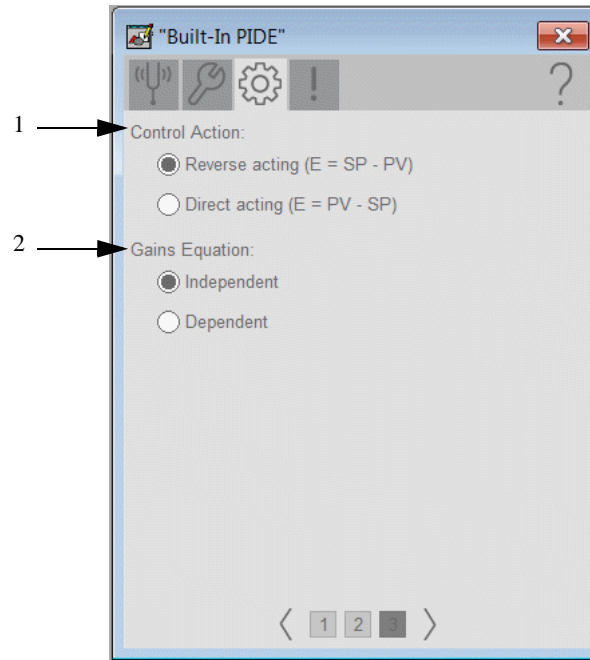 "Built-In PIDE"
1
Control Action:
Reverse acting (E = SP - PV)
Direct acting (E = PV - SP)
2
Gains Equation:
Independent
Dependent
1 2 3